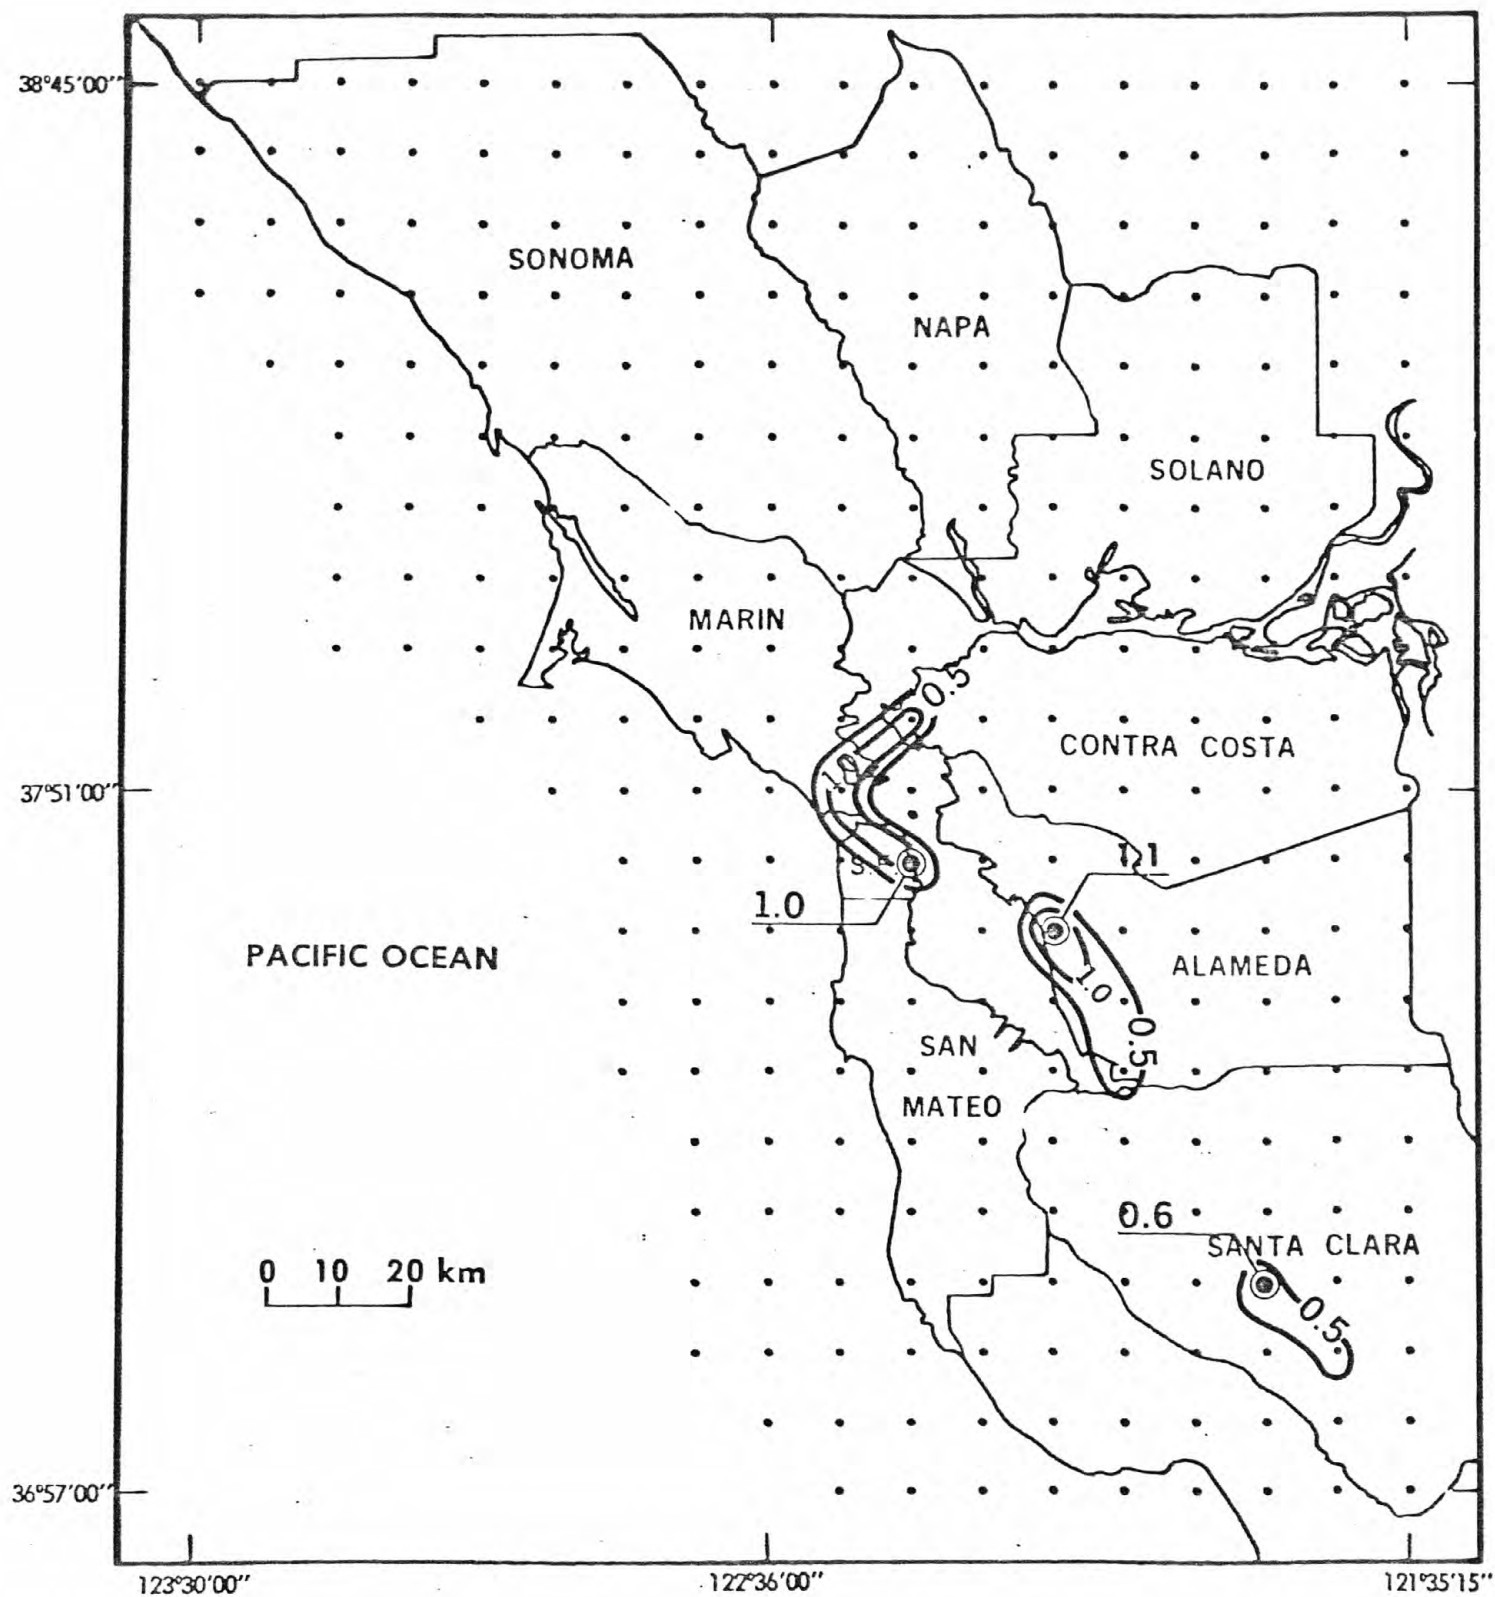 38°45'00"
SONOMA
NAPA
SOLANO
MARIN
0.5
CONTRA COSTA
37°51'00"
1.1
S.F.
1.0
PACIFIC OCEAN
ALAMEDA
1.0
0.5
SAN
MATEO
0.6
SANTA CLARA
0 10 20 km
0.5
36°57'00"
123°30'00" 122°36'00" 121°35'15"